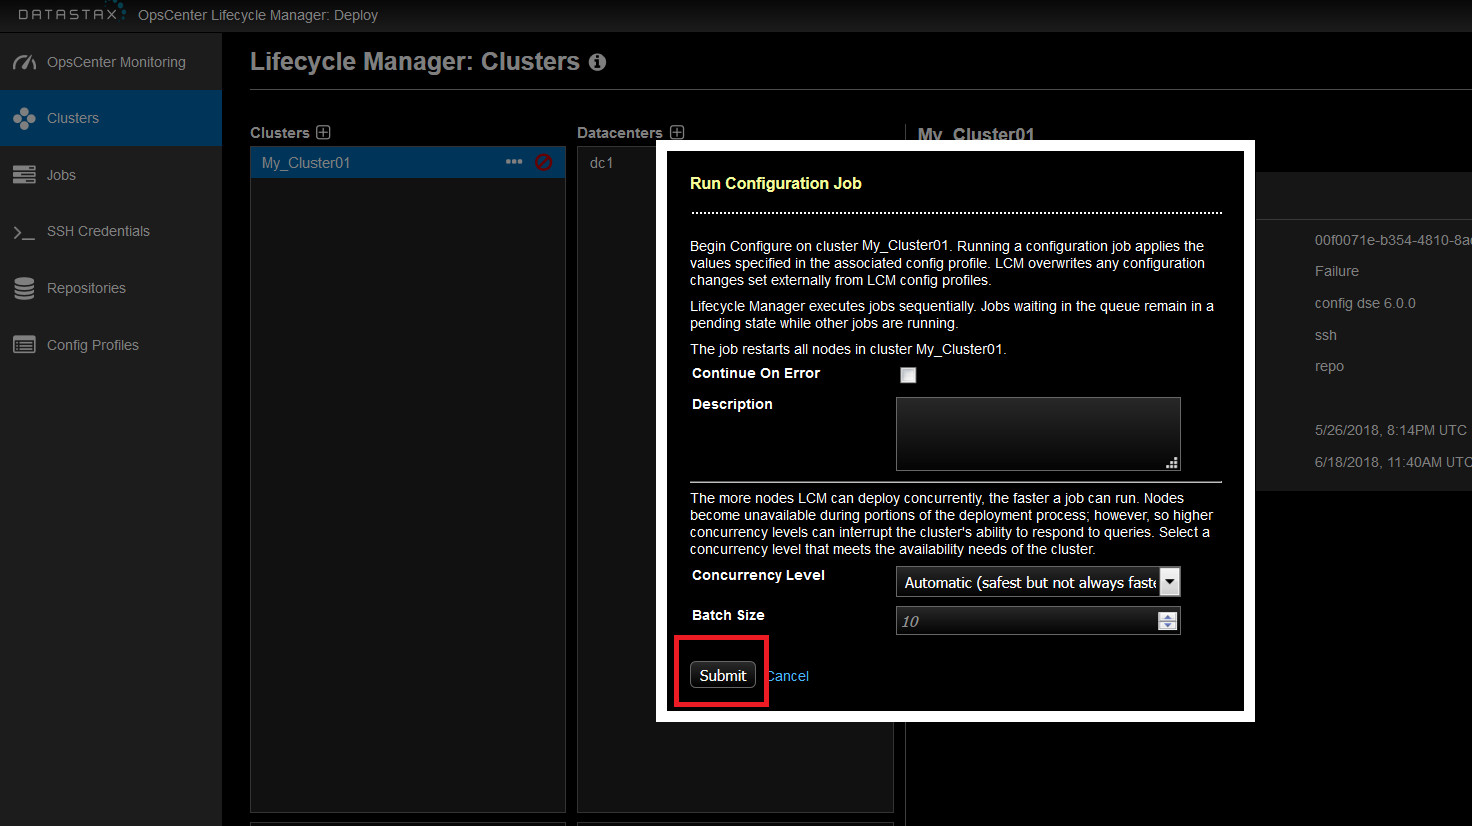 DATASTAX OpsCenter Lifecycle Manager: Deploy
OpsCenter Monitoring
Clusters
Jobs
SSH Credentials
Repositories
Config Profiles
Lifecycle Manager: Clusters
Clusters
My_Cluster01
Datacenters
dc1
My_Cluster01
00f0071e-b354-4810-8a
Failure
config dse 6.0.0
ssh
repo
5/26/2018, 8:14PM UTC
6/18/2018, 11:40AM UTC
Run Configuration Job
Begin Configure on cluster My_Cluster01. Running a configuration job applies the
values specified in the associated config profile. LCM overwrites any configuration
changes set externally from LCM config profiles.
Lifecycle Manager executes jobs sequentially. Jobs waiting in the queue remain in a
pending state while other jobs are running.
The job restarts all nodes in cluster My_Cluster01.
Continue On Error
Description
The more nodes LCM can deploy concurrently, the faster a job can run. Nodes
become unavailable during portions of the deployment process; however, so higher
concurrency levels can interrupt the cluster's ability to respond to queries. Select a
concurrency level that meets the availability needs of the cluster.
Concurrency Level
Automatic (safest but not always faste
Batch Size
10
Submit Cancel